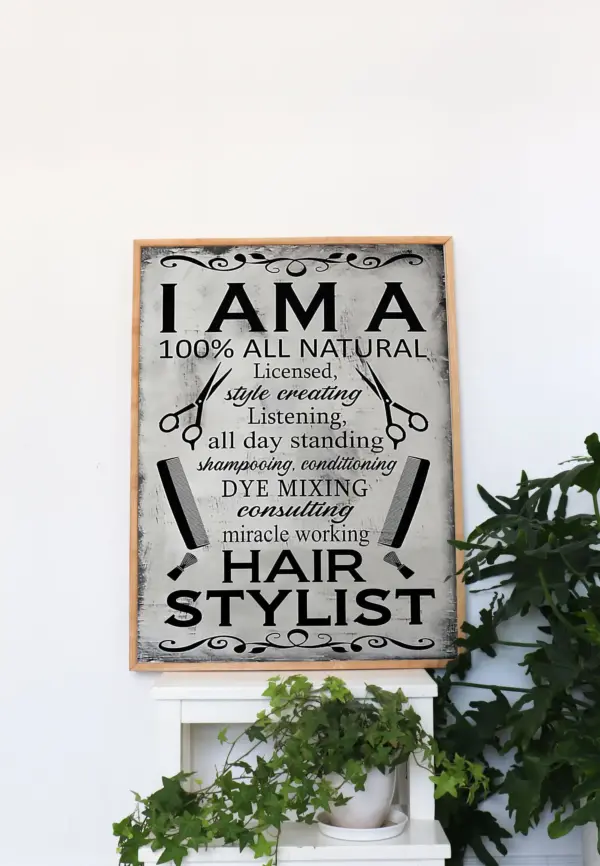 I AM A
100% ALL NATURAL
Licensed,
style creating
Listening,
all day standing
shampooing, conditioning
DYE MIXING
consulting
miracle working
HAIR
STYLIST